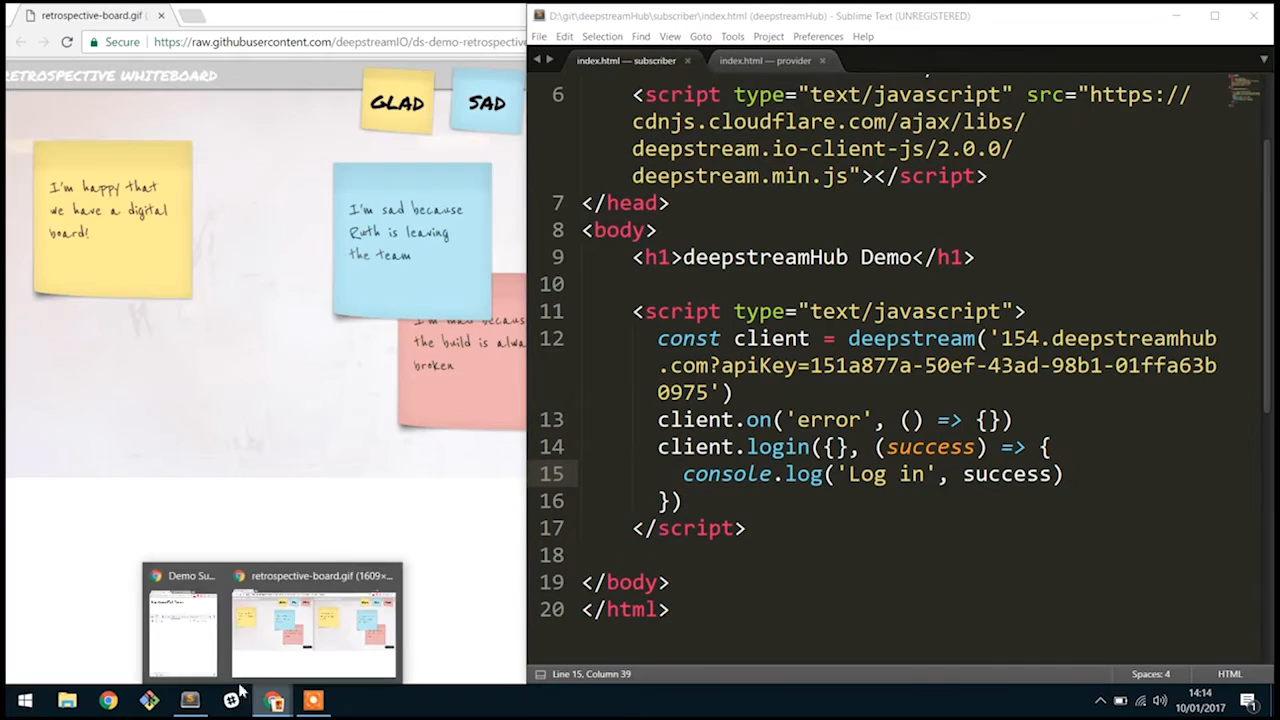 retrospective-board.gif (
D:\git\deepstreamHub\subscriber\index.html (deepstreamHub) - Sublime Text (UNREGISTERED)
Secure
https://raw.githubusercontent.com/deepstreamIO/ds-demo-retrospective
File Edit Selection Find View Goto Tools Project Preferences Help
index.html — subscriber
index.html — provider
RETROSPECTIVE WHITEBOARD
GLAD
SAD
I'm happy that
we have a digital
board!
I'm sad because
Ruth is leaving
the team
I'm mad becaus
the build is alwa
broken
6 <script type="text/javascript" src="https://
cdnjs.cloudflare.com/ajax/libs/
deepstream.io-client-js/2.0.0/
deepstream.min.js"></script>
7 </head>
8 <body>
9 <h1>deepstreamHub Demo</h1>
10
11 <script type="text/javascript">
12 const client = deepstream('154.deepstreamhub
.com?apiKey=151a877a-50ef-43ad-98b1-01ffa63b
0975')
13 client.on('error', () => {})
14 client.login({}, (success) => {
15 console.log('Log in', success)
16 })
17 </script>
18
19 </body>
20 </html>
Demo Su...
retrospective-board.gif (1609×...
Line 15, Column 39
Spaces: 4
HTML
14:14
10/01/2017
1